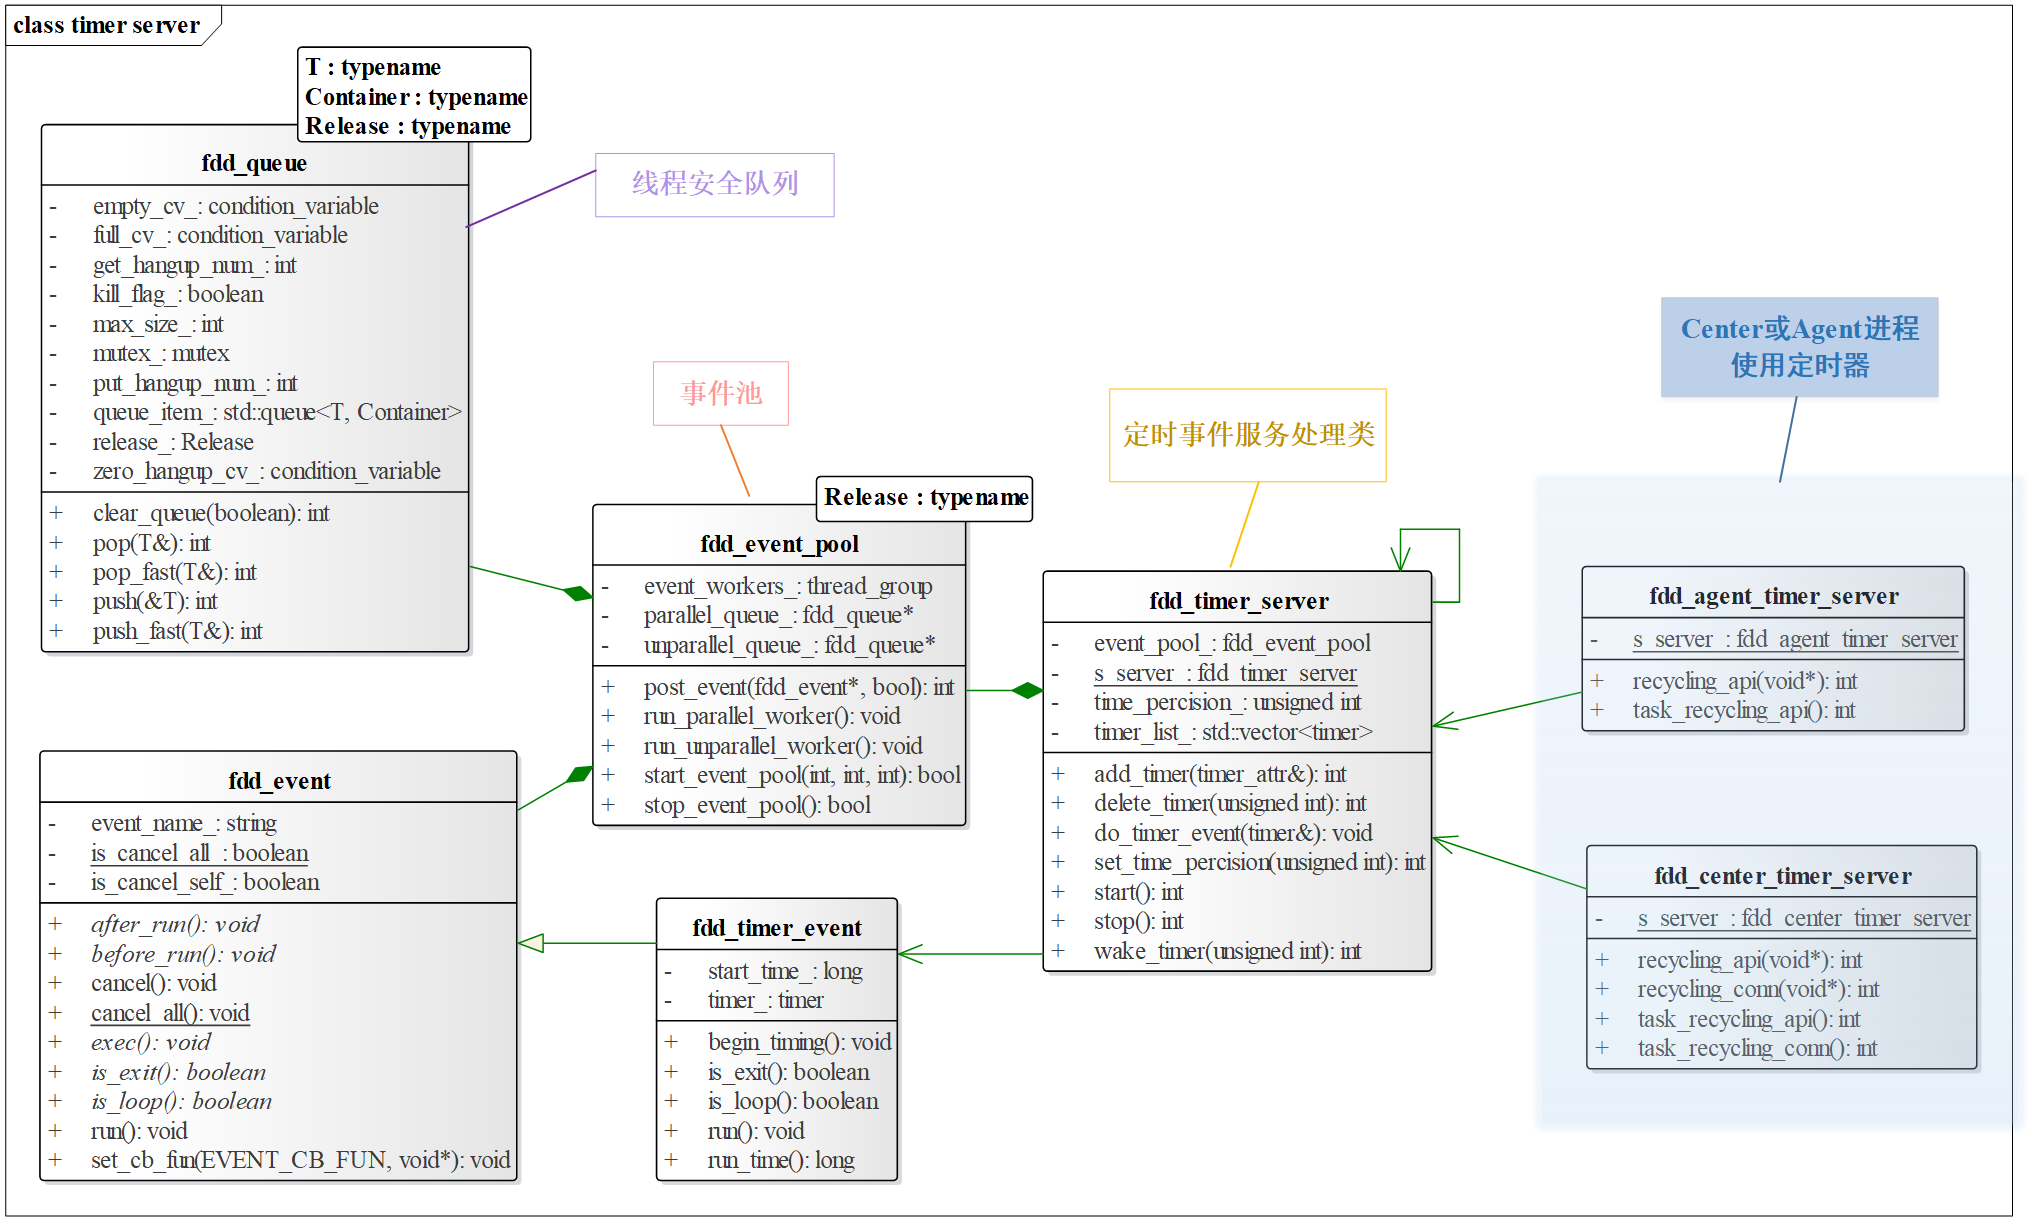 class timer server
T : typename
Container : typename
Release : typename
fdd_queue
- empty_cv_: condition_variable
- full_cv_: condition_variable
- get_hangup_num_: int
- kill_flag_: boolean
- max_size_: int
- mutex_: mutex
- put_hangup_num_: int
- queue_item_: std::queue<T, Container>
- release_: Release
- zero_hangup_cv_: condition_variable
+ clear_queue(boolean): int
+ pop(T&): int
+ pop_fast(T&): int
+ push(&T): int
+ push_fast(T&): int
线程安全队列
事件池
Release : typename
fdd_event_pool
- event_workers_: thread_group
- parallel_queue_: fdd_queue*
- unparallel_queue_: fdd_queue*
+ post_event(fdd_event*, bool): int
+ run_parallel_worker(): void
+ run_unparallel_worker(): void
+ start_event_pool(int, int, int): bool
+ stop_event_pool(): bool
定时事件服务处理类
fdd_timer_server
- event_pool_: fdd_event_pool
- s_server_: fdd_timer_server
- time_percision_: unsigned int
- timer_list_: std::vector<timer>
+ add_timer(timer_attr&): int
+ delete_timer(unsigned int): int
+ do_timer_event(timer&): void
+ set_time_percision(unsigned int): int
+ start(): int
+ stop(): int
+ wake_timer(unsigned int): int
Center或Agent进程
使用定时器
fdd_agent_timer_server
- s_server_: fdd_agent_timer_server
+ recycling_api(void*): int
+ task_recycling_api(): int
fdd_center_timer_server
- s_server_: fdd_center_timer_server
+ recycling_api(void*): int
+ recycling_conn(void*): int
+ task_recycling_api(): int
+ task_recycling_conn(): int
fdd_event
- event_name_: string
- is_cancel_all_: boolean
- is_cancel_self_: boolean
+ after_run(): void
+ before_run(): void
+ cancel(): void
+ cancel_all(): void
+ exec(): void
+ is_exit(): boolean
+ is_loop(): boolean
+ run(): void
+ set_cb_fun(EVENT_CB_FUN, void*): void
fdd_timer_event
- start_time_: long
- timer_: timer
+ begin_timing(): void
+ is_exit(): boolean
+ is_loop(): boolean
+ run(): void
+ run_time(): long